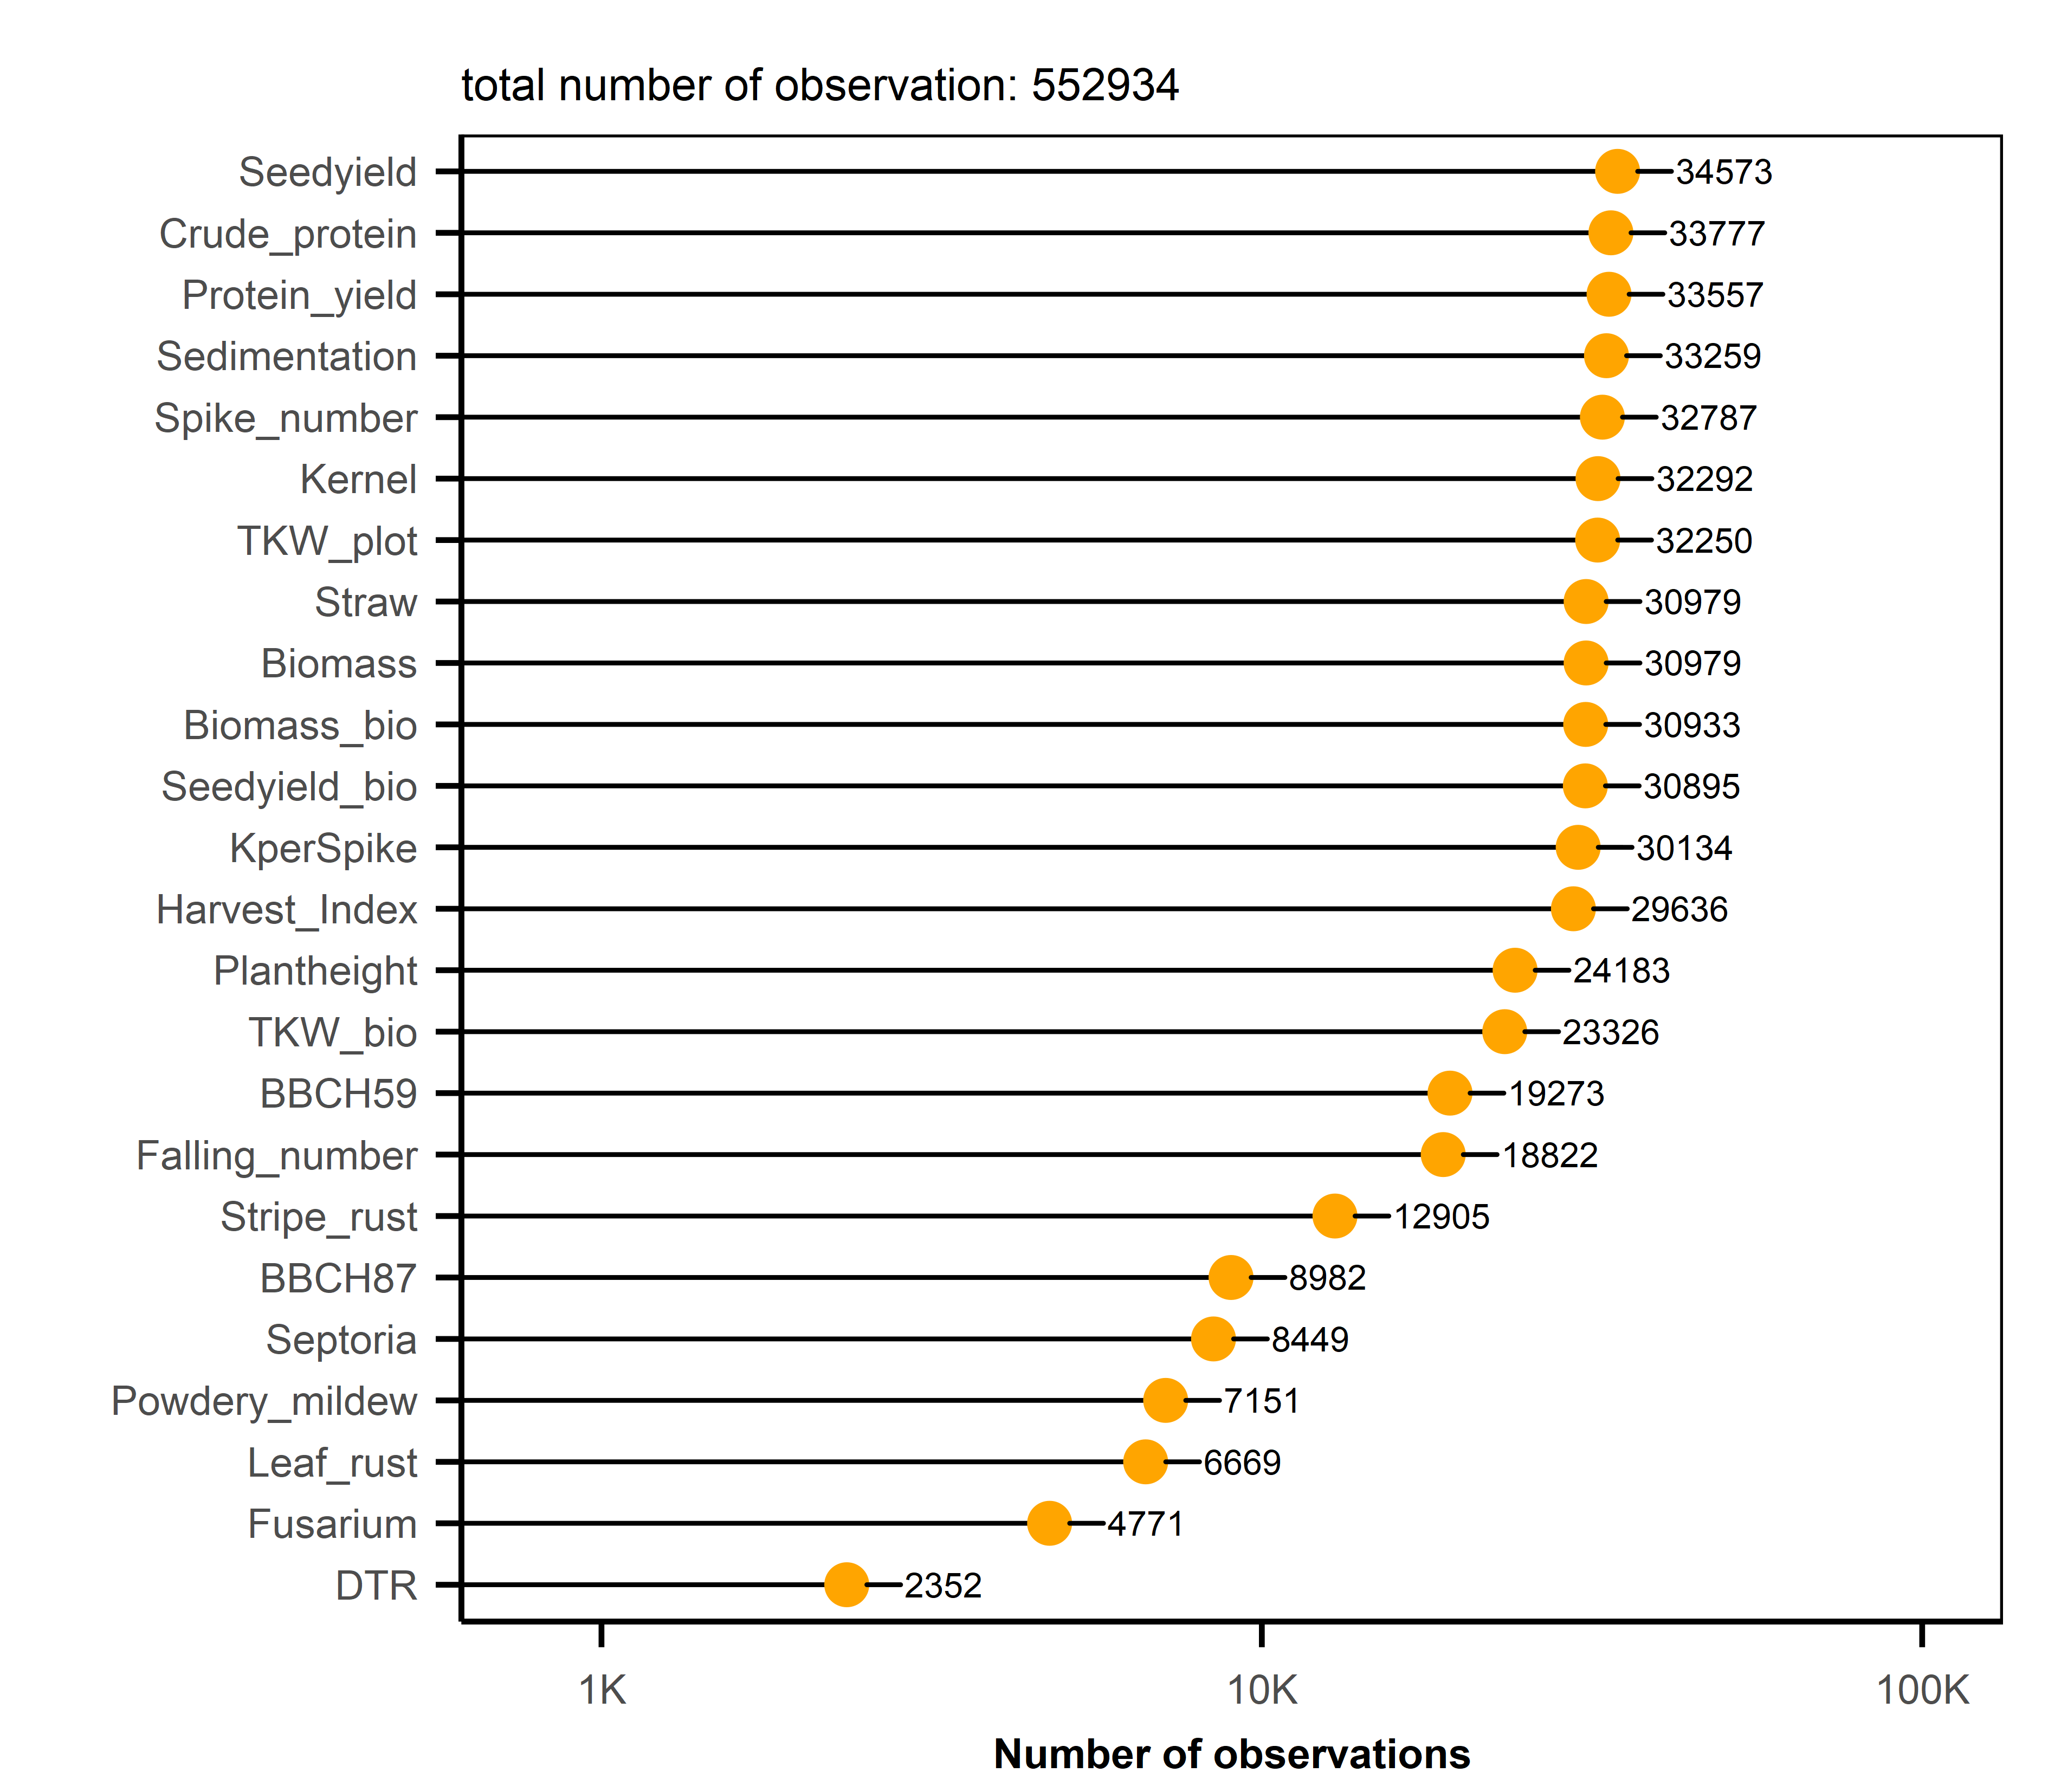 total number of observation: 552934
Seedyield 34573
Crude_protein 33777
Protein_yield 33557
Sedimentation 33259
Spike_number 32787
Kernel 32292
TKW_plot 32250
Straw 30979
Biomass 30979
Biomass_bio 30933
Seedyield_bio 30895
KperSpike 30134
Harvest_Index 29636
Plantheight 24183
TKW_bio 23326
BBCH59 19273
Falling_number 18822
Stripe_rust 12905
BBCH87 8982
Septoria 8449
Powdery_mildew 7151
Leaf_rust 6669
Fusarium 4771
DTR 2352
1K 10K 100K
Number of observations